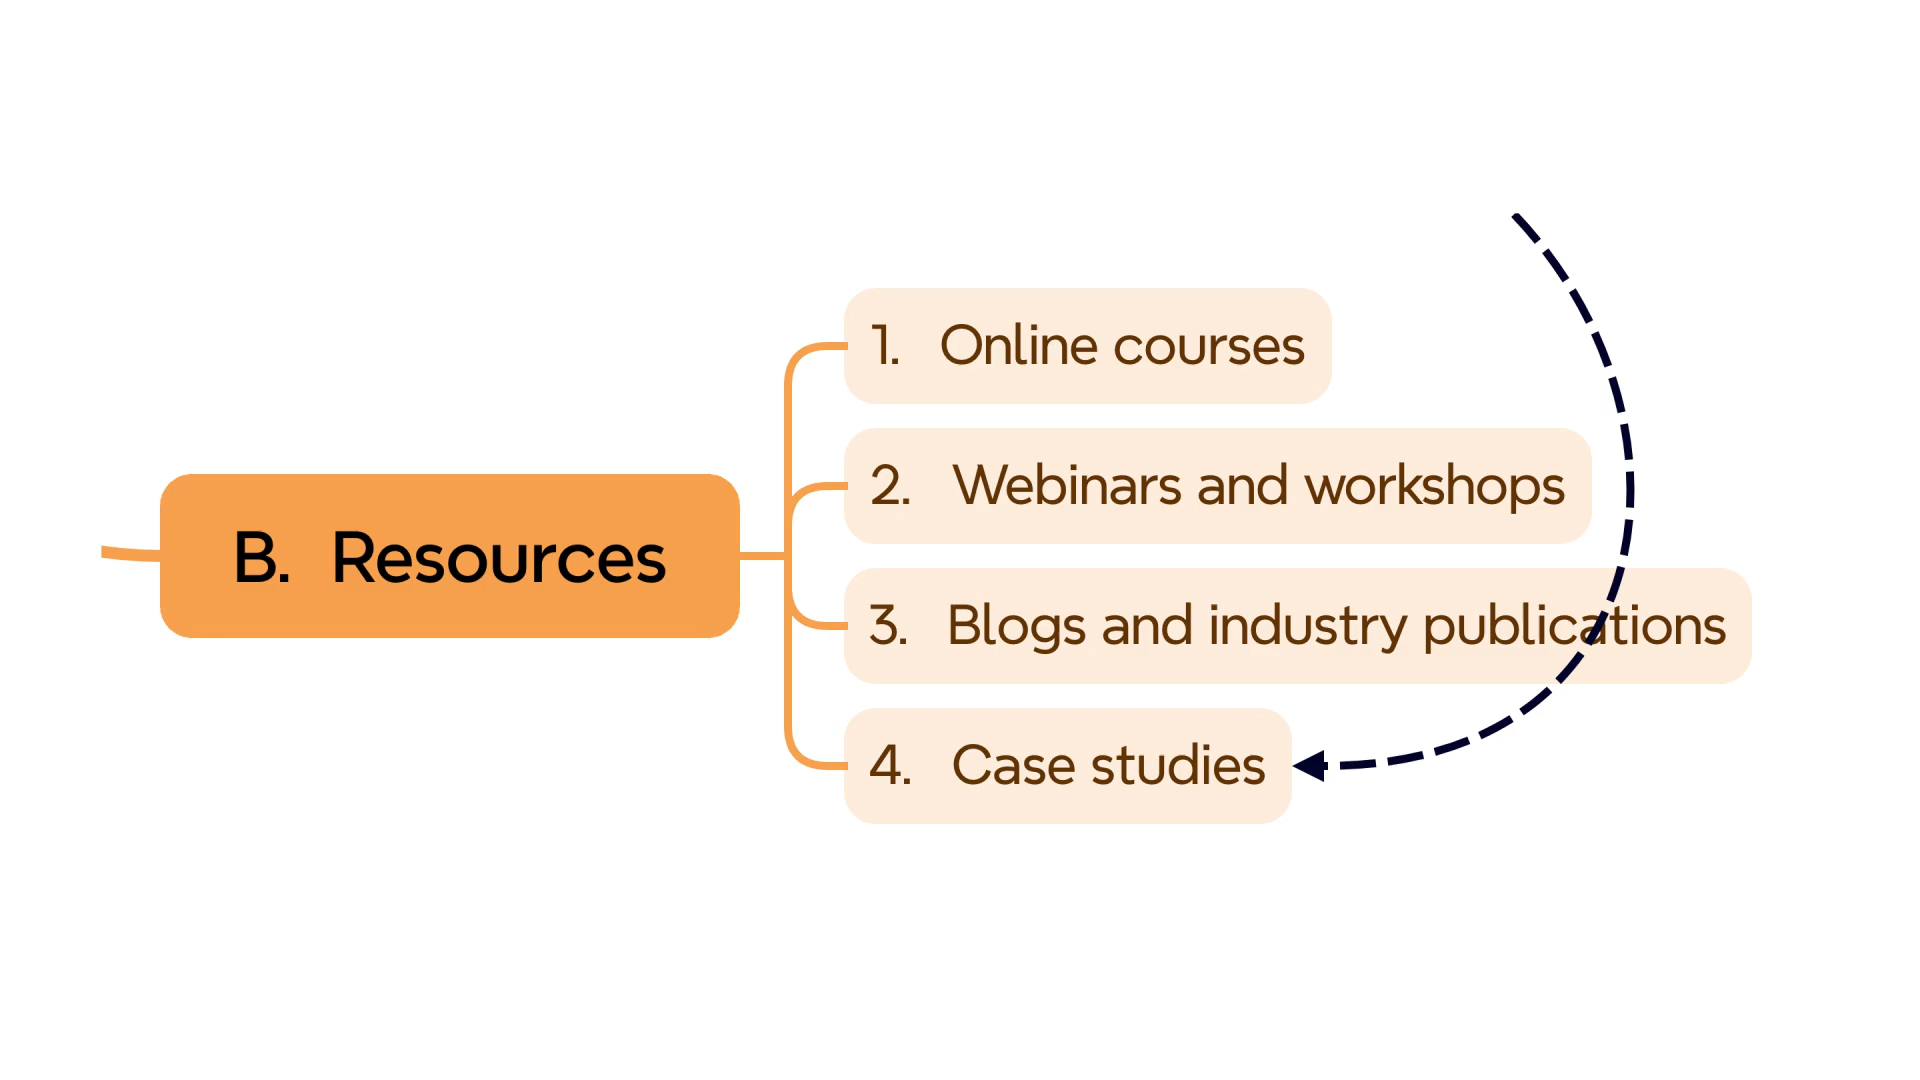 B. Resources
1. Online courses
2. Webinars and workshops
3. Blogs and industry publications
4. Case studies